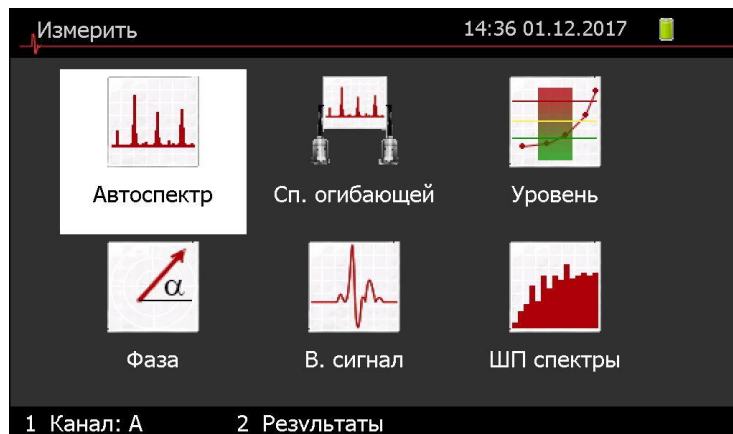 Измерить 14:36 01.12.2017
Автоспектр Сп. огибающей Уровень
α
Фаза В. сигнал ШП спектры
1 Канал: А 2 Результаты